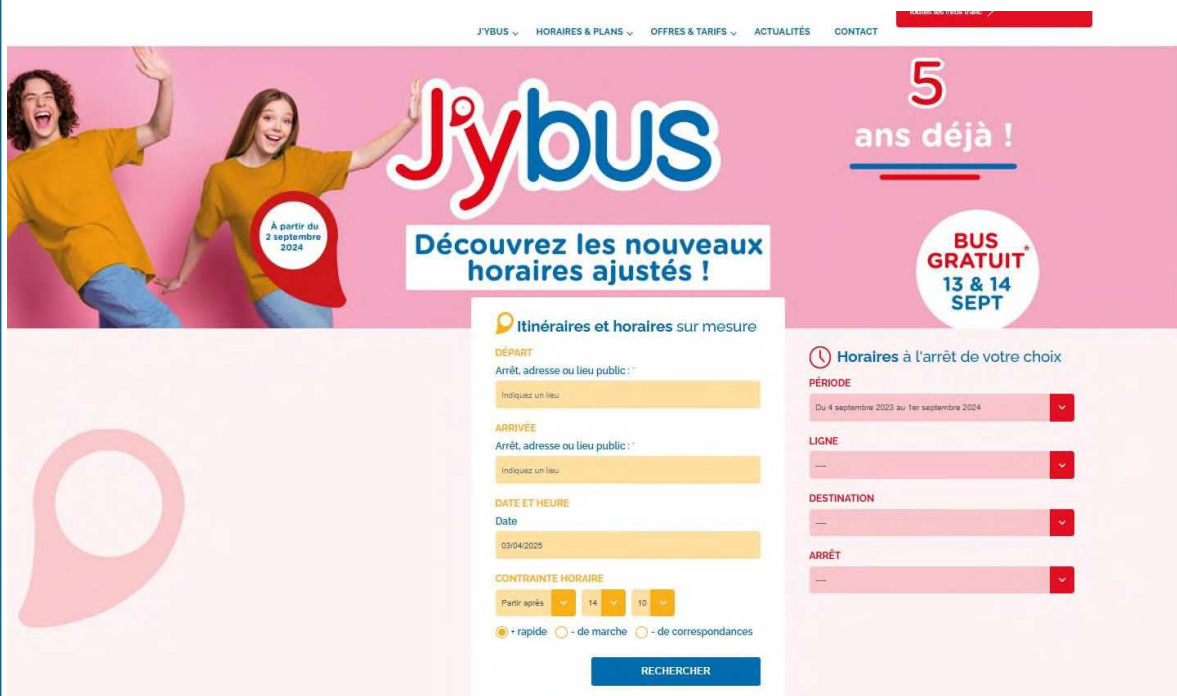 toutes les infos trafic
J'YBUS
HORAIRES & PLANS
OFFRES & TARIFS
ACTUALITÉS
CONTACT
J'ybus
5
ans déjà !
À partir du
2 septembre
2024
Découvrez les nouveaux
horaires ajustés !
BUS
GRATUIT*
13 & 14
SEPT
Itinéraires et horaires sur mesure
DÉPART
Arrêt, adresse ou lieu public : *
Indiquez un lieu
ARRIVÉE
Arrêt, adresse ou lieu public : *
Indiquez un lieu
DATE ET HEURE
Date
03/04/2025
CONTRAINTE HORAIRE
Partir après 14 10
+ rapide - de marche - de correspondances
RECHERCHER
Horaires à l'arrêt de votre choix
PÉRIODE
Du 4 septembre 2023 au 1er septembre 2024
LIGNE
----
DESTINATION
----
ARRÊT
----